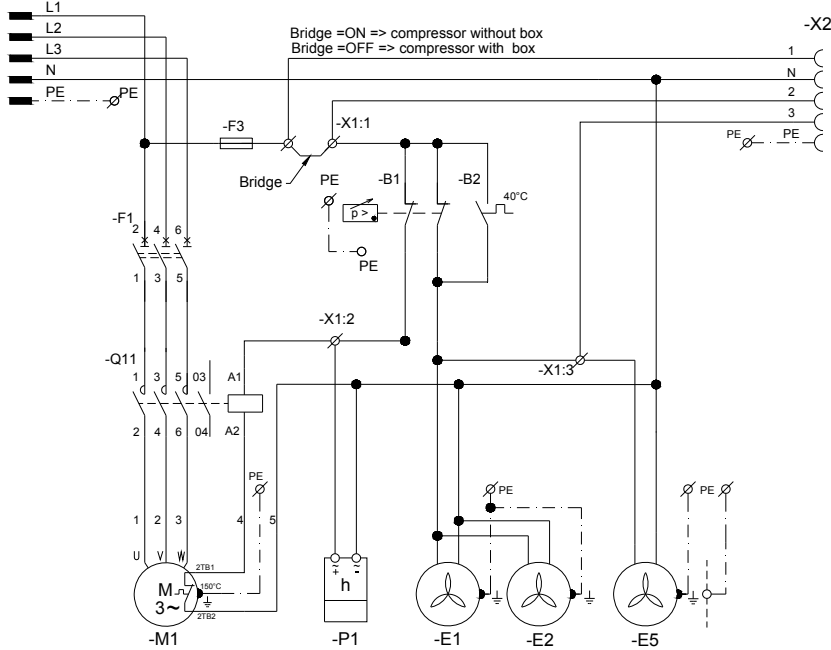 L1
L2
L3
N
PE
PE
Bridge =ON => compressor without box
Bridge =OFF => compressor with box
-X2
1
N
2
3
PE
PE
-F3
-X1:1
Bridge
PE
-B1
-B2
40°C
p >
PE
-F1
2 4 6
1 3 5
-X1:2
-Q11
-X1:3
1 3 5 03 A1
2 4 6 04 A2
PE
PE
PE
1 2 3 4 5
U V W
2TB1
M
3~
150°C
2TB2
~ ~
+ -
h
-M1
-P1
-E1
-E2
-E5